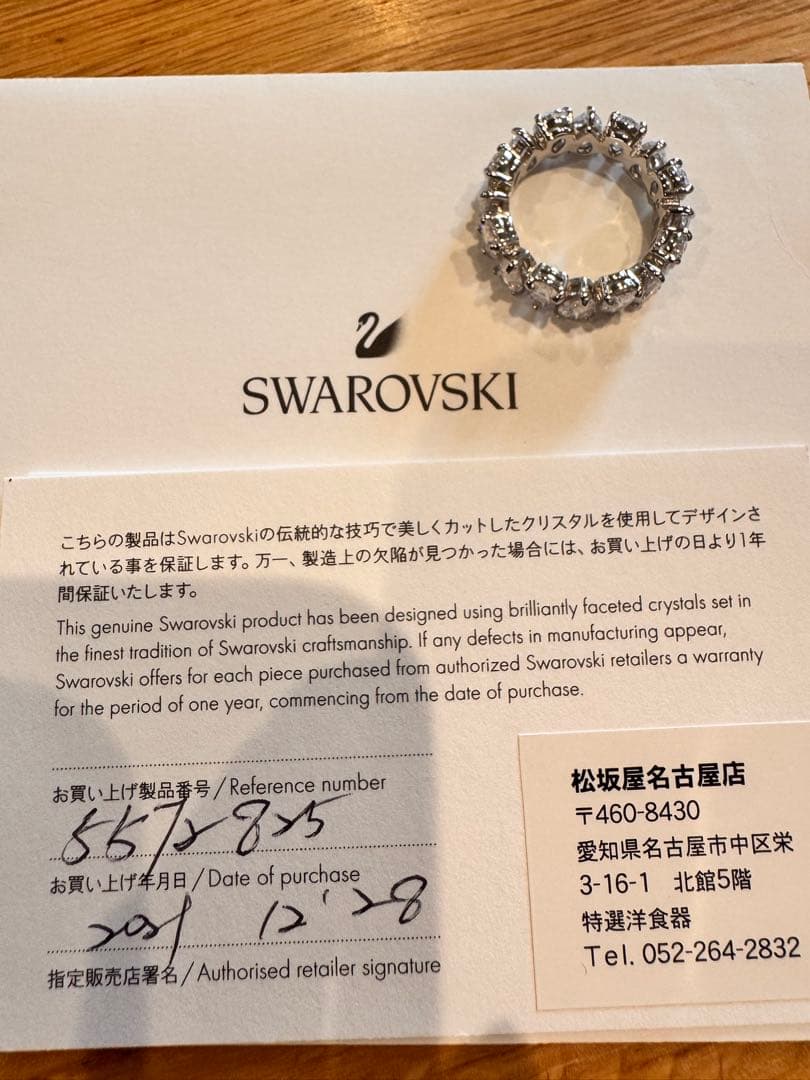 SWAROVSKI
こちらの製品はSwarovskiの伝統的な技巧で美しくカットしたクリスタルを使用してデザインさ
れている事を保証します。万一、製造上の欠陥が見つかった場合には、お買い上げの日より1年
間保証いたします。
This genuine Swarovski product has been designed using brilliantly faceted crystals set in
the finest tradition of Swarovski craftsmanship. If any defects in manufacturing appear,
Swarovski offers for each piece purchased from authorized Swarovski retailers a warranty
for the period of one year, commencing from the date of purchase.
お買い上げ製品番号/Reference number
5572825
お買い上げ年月日/Date of purchase
2021 12'28
指定販売店署名/Authorised retailer signature
松坂屋名古屋店
〒460-8430
愛知県名古屋市中区栄
3-16-1 北館5階
特選洋食器
Tel. 052-264-2832